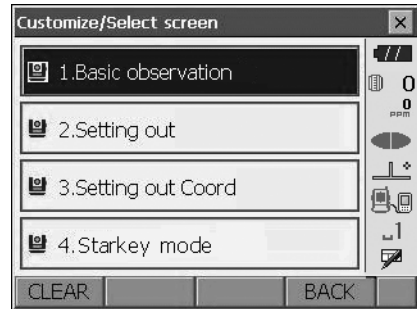 Customize/Select screen
1.Basic observation
0
0
PPM
2.Setting out
3.Setting out Coord
4.Starkey mode
1
CLEAR
BACK